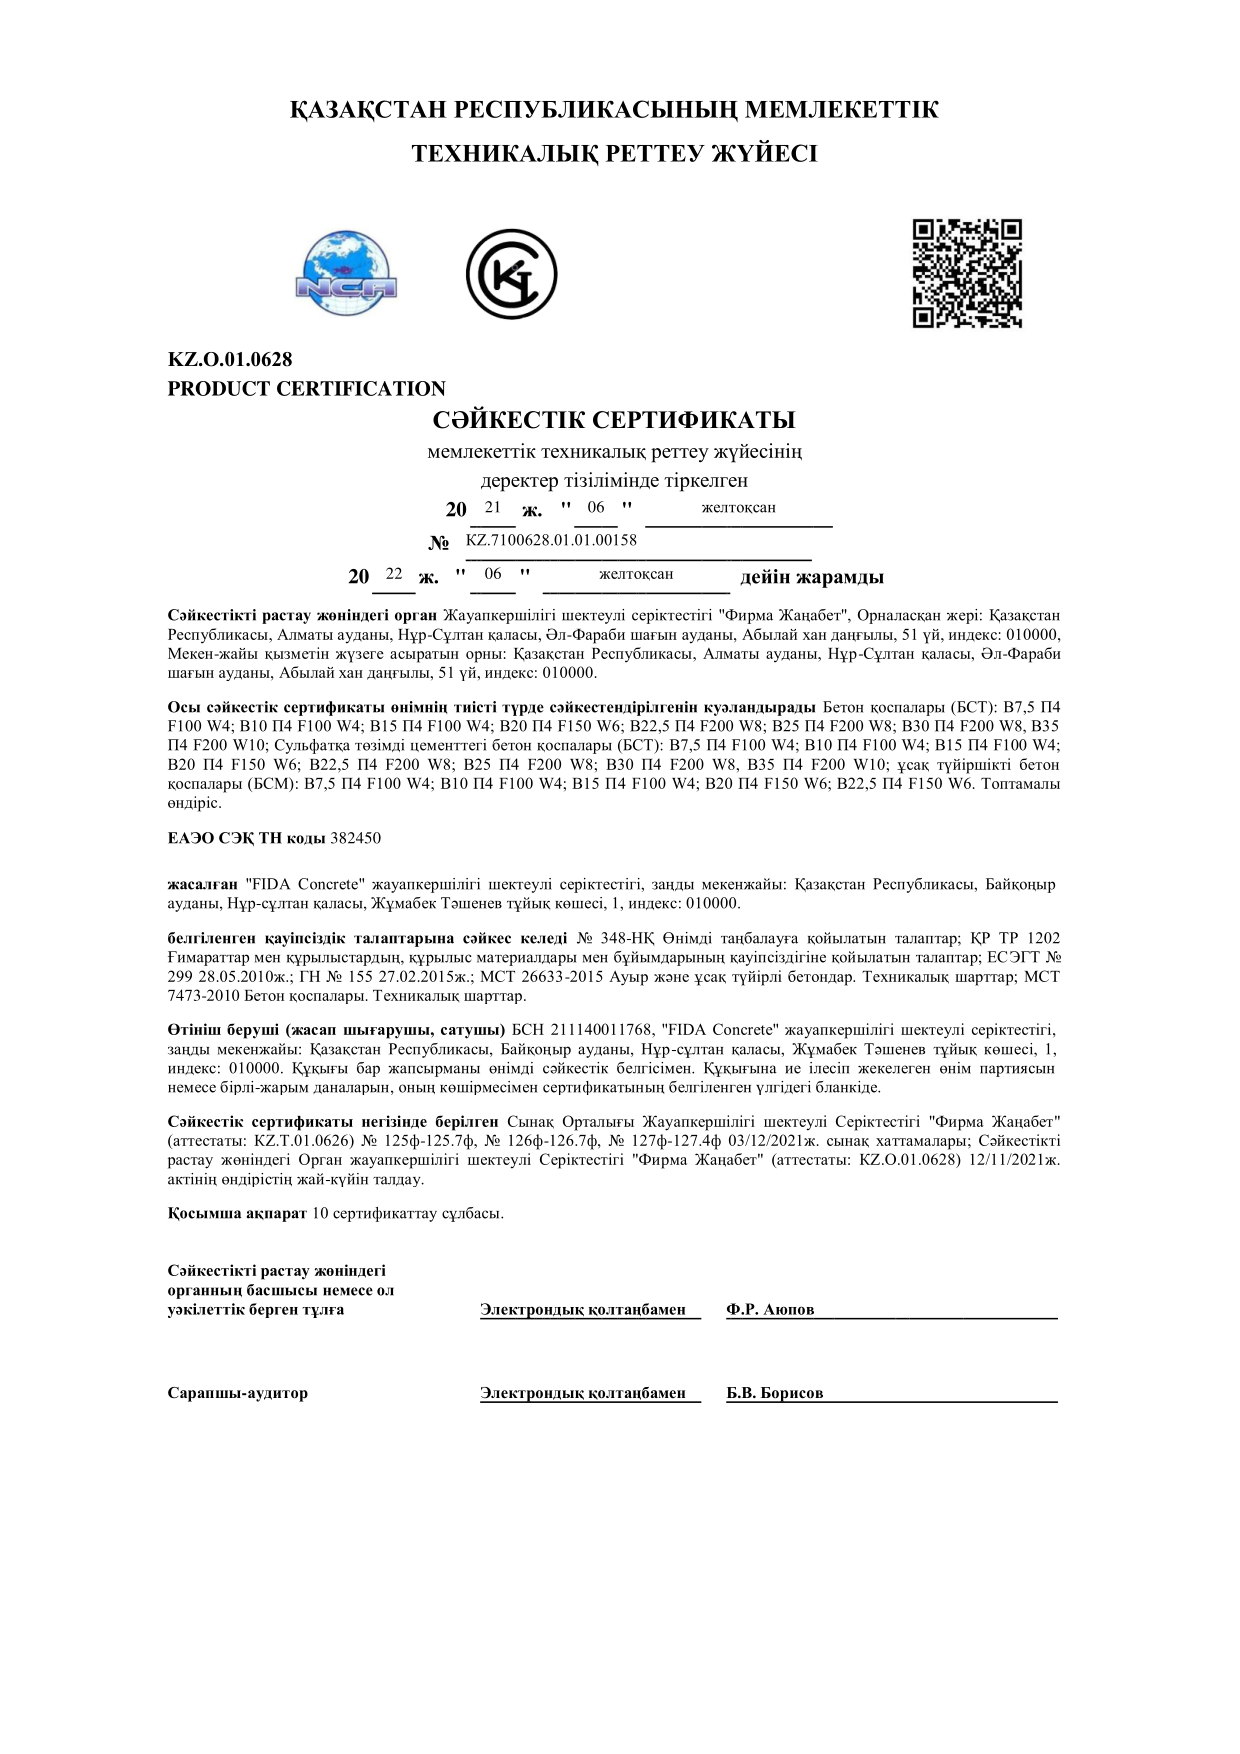 ҚАЗАҚСТАН РЕСПУБЛИКАСЫНЫҢ МЕМЛЕКЕТТІК
ТЕХНИКАЛЫҚ РЕТТЕУ ЖҮЙЕСІ
NCA
KZ.O.01.0628
PRODUCT CERTIFICATION
СӘЙКЕСТІК СЕРТИФИКАТЫ
мемлекеттік техникалық реттеу жүйесінің
деректер тізілімінде тіркелген
20 21 ж. " 06 " желтоқсан
№ KZ.7100628.01.01.00158
20 22 ж. " 06 " желтоқсан дейін жарамды
Сәйкестікті растау жөніндегі орган Жауапкершілігі шектеулі серіктестігі "Фирма Жаңабет", Орналасқан жері: Қазақстан
Республикасы, Алматы ауданы, Нұр-Сұлтан қаласы, Әл-Фараби шағын ауданы, Абылай хан даңғылы, 51 үй, индекс: 010000,
Мекен-жайы қызметін жүзеге асыратын орны: Қазақстан Республикасы, Алматы ауданы, Нұр-Сұлтан қаласы, Әл-Фараби
шағын ауданы, Абылай хан даңғылы, 51 үй, индекс: 010000.
Осы сәйкестік сертификаты өнімнің тиісті түрде сәйкестендірілгенін куәландырады Бетон қоспалары (БСТ): В7,5 П4
F100 W4; В10 П4 F100 W4; В15 П4 F100 W4; В20 П4 F150 W6; В22,5 П4 F200 W8; В25 П4 F200 W8; В30 П4 F200 W8, В35
П4 F200 W10; Сульфатқа төзімді цементтегі бетон қоспалары (БСТ): В7,5 П4 F100 W4; В10 П4 F100 W4; В15 П4 F100 W4;
В20 П4 F150 W6; В22,5 П4 F200 W8; В25 П4 F200 W8; В30 П4 F200 W8, В35 П4 F200 W10; ұсақ түйіршікті бетон
қоспалары (БСМ): В7,5 П4 F100 W4; В10 П4 F100 W4; В15 П4 F100 W4; В20 П4 F150 W6; В22,5 П4 F150 W6. Топтамалы
өндіріс.
ЕАЭО СЭҚ ТН коды 382450
жасалған "FIDA Concrete" жауапкершілігі шектеулі серіктестігі, заңды мекенжайы: Қазақстан Республикасы, Байқоңыр
ауданы, Нұр-сұлтан қаласы, Жұмабек Тәшенев тұйық көшесі, 1, индекс: 010000.
белгіленген қауіпсіздік талаптарына сәйкес келеді № 348-НҚ Өнімді таңбалауға қойылатын талаптар; ҚР ТР 1202
Ғимараттар мен құрылыстардың, құрылыс материалдары мен бұйымдарының қауіпсіздігіне қойылатын талаптар; ЕСЭГТ №
299 28.05.2010ж.; ГН № 155 27.02.2015ж.; МСТ 26633-2015 Ауыр және ұсақ түйірлі бетондар. Техникалық шарттар; МСТ
7473-2010 Бетон қоспалары. Техникалық шарттар.
Өтініш беруші (жасап шығарушы, сатушы) БСН 211140011768, "FIDA Concrete" жауапкершілігі шектеулі серіктестігі,
заңды мекенжайы: Қазақстан Республикасы, Байқоңыр ауданы, Нұр-сұлтан қаласы, Жұмабек Тәшенев тұйық көшесі, 1,
индекс: 010000. Құқығы бар жапсырманы өнімді сәйкестік белгісімен. Құқығына ие ілесіп жекелеген өнім партиясын
немесе бірлі-жарым даналарын, оның көшірмесімен сертификатының белгіленген үлгідегі бланкіде.
Сәйкестік сертификаты негізінде берілген Сынақ Орталығы Жауапкершілігі шектеулі Серіктестігі "Фирма Жаңабет"
(аттестаты: KZ.T.01.0626) № 125ф-125.7ф, № 126ф-126.7ф, № 127ф-127.4ф 03/12/2021ж. сынақ хаттамалары; Сәйкестікті
растау жөніндегі Орган жауапкершілігі шектеулі Серіктестігі "Фирма Жаңабет" (аттестаты: KZ.O.01.0628) 12/11/2021ж.
актінің өндірістің жай-күйін талдау.
Қосымша ақпарат 10 сертификаттау сұлбасы.
Сәйкестікті растау жөніндегі
органның басшысы немесе ол
уәкілеттік берген тұлға Электрондық қолтаңбамен Ф.Р. Аюпов
Сарапшы-аудитор Электрондық қолтаңбамен Б.В. Борисов